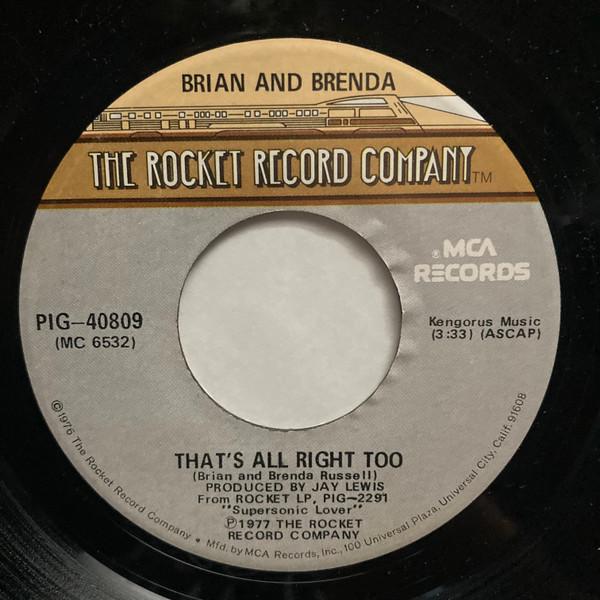 BRIAN AND BRENDA
THE ROCKET RECORD COMPANY TM
® MCA
RECORDS
PIG-40809
(MC 6532)
Kengorus Music
(3:33) (ASCAP)
THAT'S ALL RIGHT TOO
(Brian and Brenda Russell)
PRODUCED BY JAY LEWIS
From ROCKET LP, PIG-2291
"Supersonic Lover"
Ⓟ1977 THE ROCKET
RECORD COMPANY
©1976 The Rocket Record Company • Mfd. by MCA Records, Inc., 100 Universal Plaza, Universal City, Calif. 91608